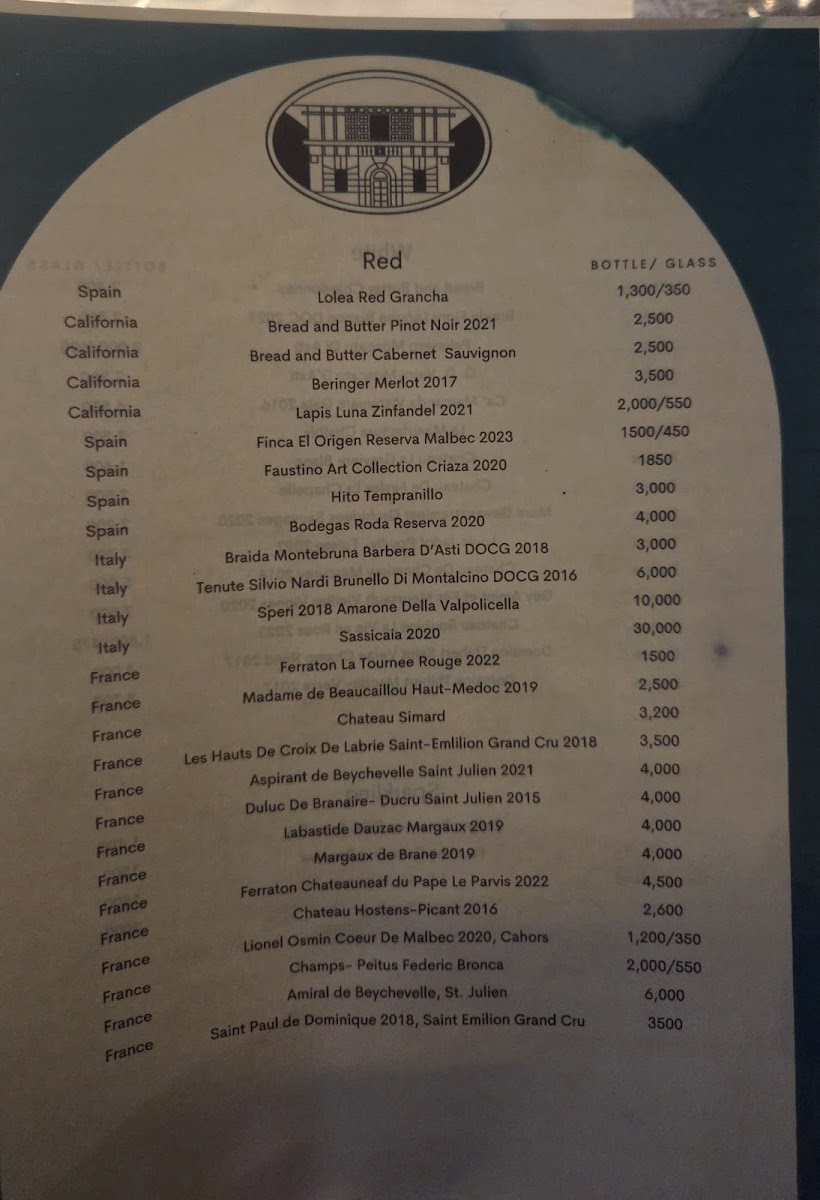 Red BOTTLE/ GLASS
Spain Lolea Red Grancha 1,300/350
California Bread and Butter Pinot Noir 2021 2,500
California Bread and Butter Cabernet Sauvignon 2,500
California Beringer Merlot 2017 3,500
California Lapis Luna Zinfandel 2021 2,000/550
Spain Finca El Origen Reserva Malbec 2023 1500/450
Spain Faustino Art Collection Criaza 2020 1850
Spain Hito Tempranillo 3,000
Spain Bodegas Roda Reserva 2020 4,000
Italy Braida Montebruna Barbera D'Asti DOCG 2018 3,000
Italy Tenute Silvio Nardi Brunello Di Montalcino DOCG 2016 6,000
Italy Speri 2018 Amarone Della Valpolicella 10,000
Italy Sassicaia 2020 30,000
France Ferraton La Tournee Rouge 2022 1500
France Madame de Beaucaillou Haut-Medoc 2019 2,500
France Chateau Simard 3,200
France Les Hauts De Croix De Labrie Saint-Emlilion Grand Cru 2018 3,500
France Aspirant de Beychevelle Saint Julien 2021 4,000
France Duluc De Branaire- Ducru Saint Julien 2015 4,000
France Labastide Dauzac Margaux 2019 4,000
France Margaux de Brane 2019 4,000
France Ferraton Chateauneaf du Pape Le Parvis 2022 4,500
France Chateau Hostens-Picant 2016 2,600
France Lionel Osmin Coeur De Malbec 2020, Cahors 1,200/350
France Champs- Peitus Federic Bronca 2,000/550
France Amiral de Beychevelle, St. Julien 6,000
France Saint Paul de Dominique 2018, Saint Emilion Grand Cru 3500